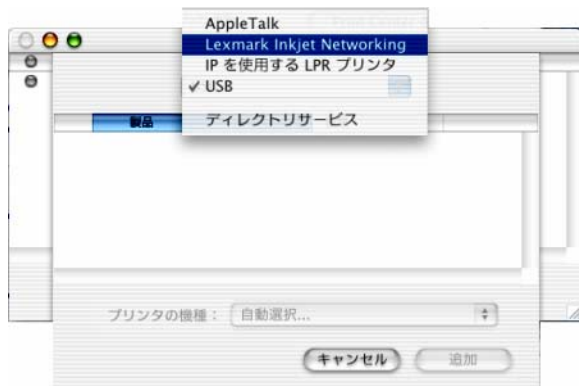 AppleTalk
Lexmark Inkjet Networking
IP を使用する LPR プリンタ
✓ USB
ディレクトリサービス
製品
プリンタの機種： 自動選択...
キャンセル 追加